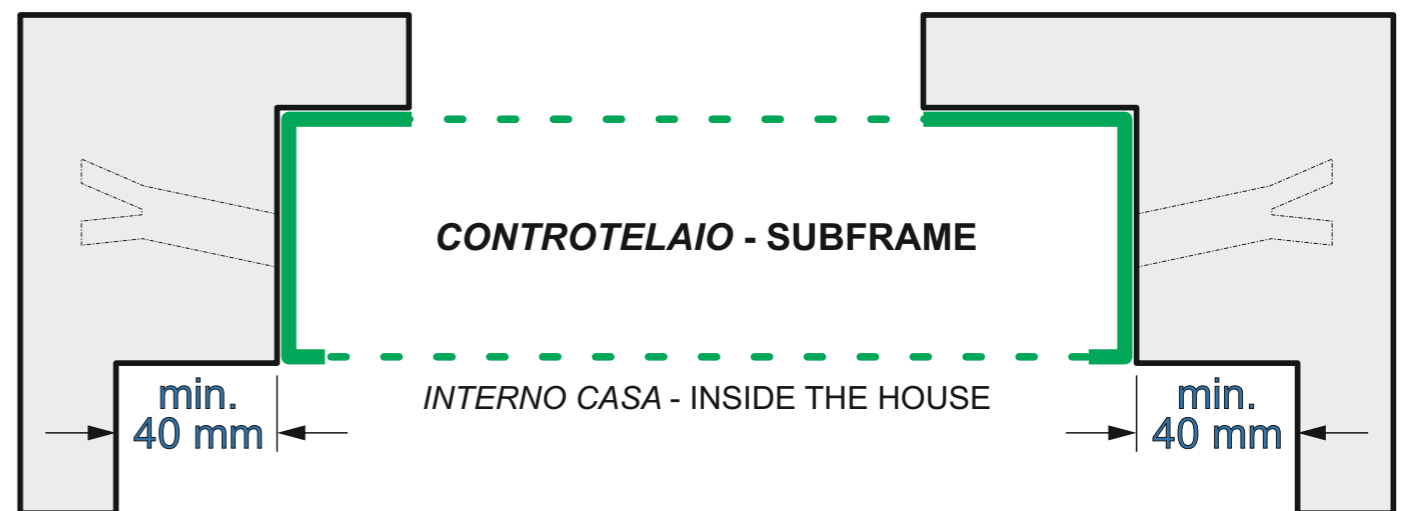 CONTROTELAIO - SUBFRAME
INTERNO CASA - INSIDE THE HOUSE
min.
40 mm
min.
40 mm